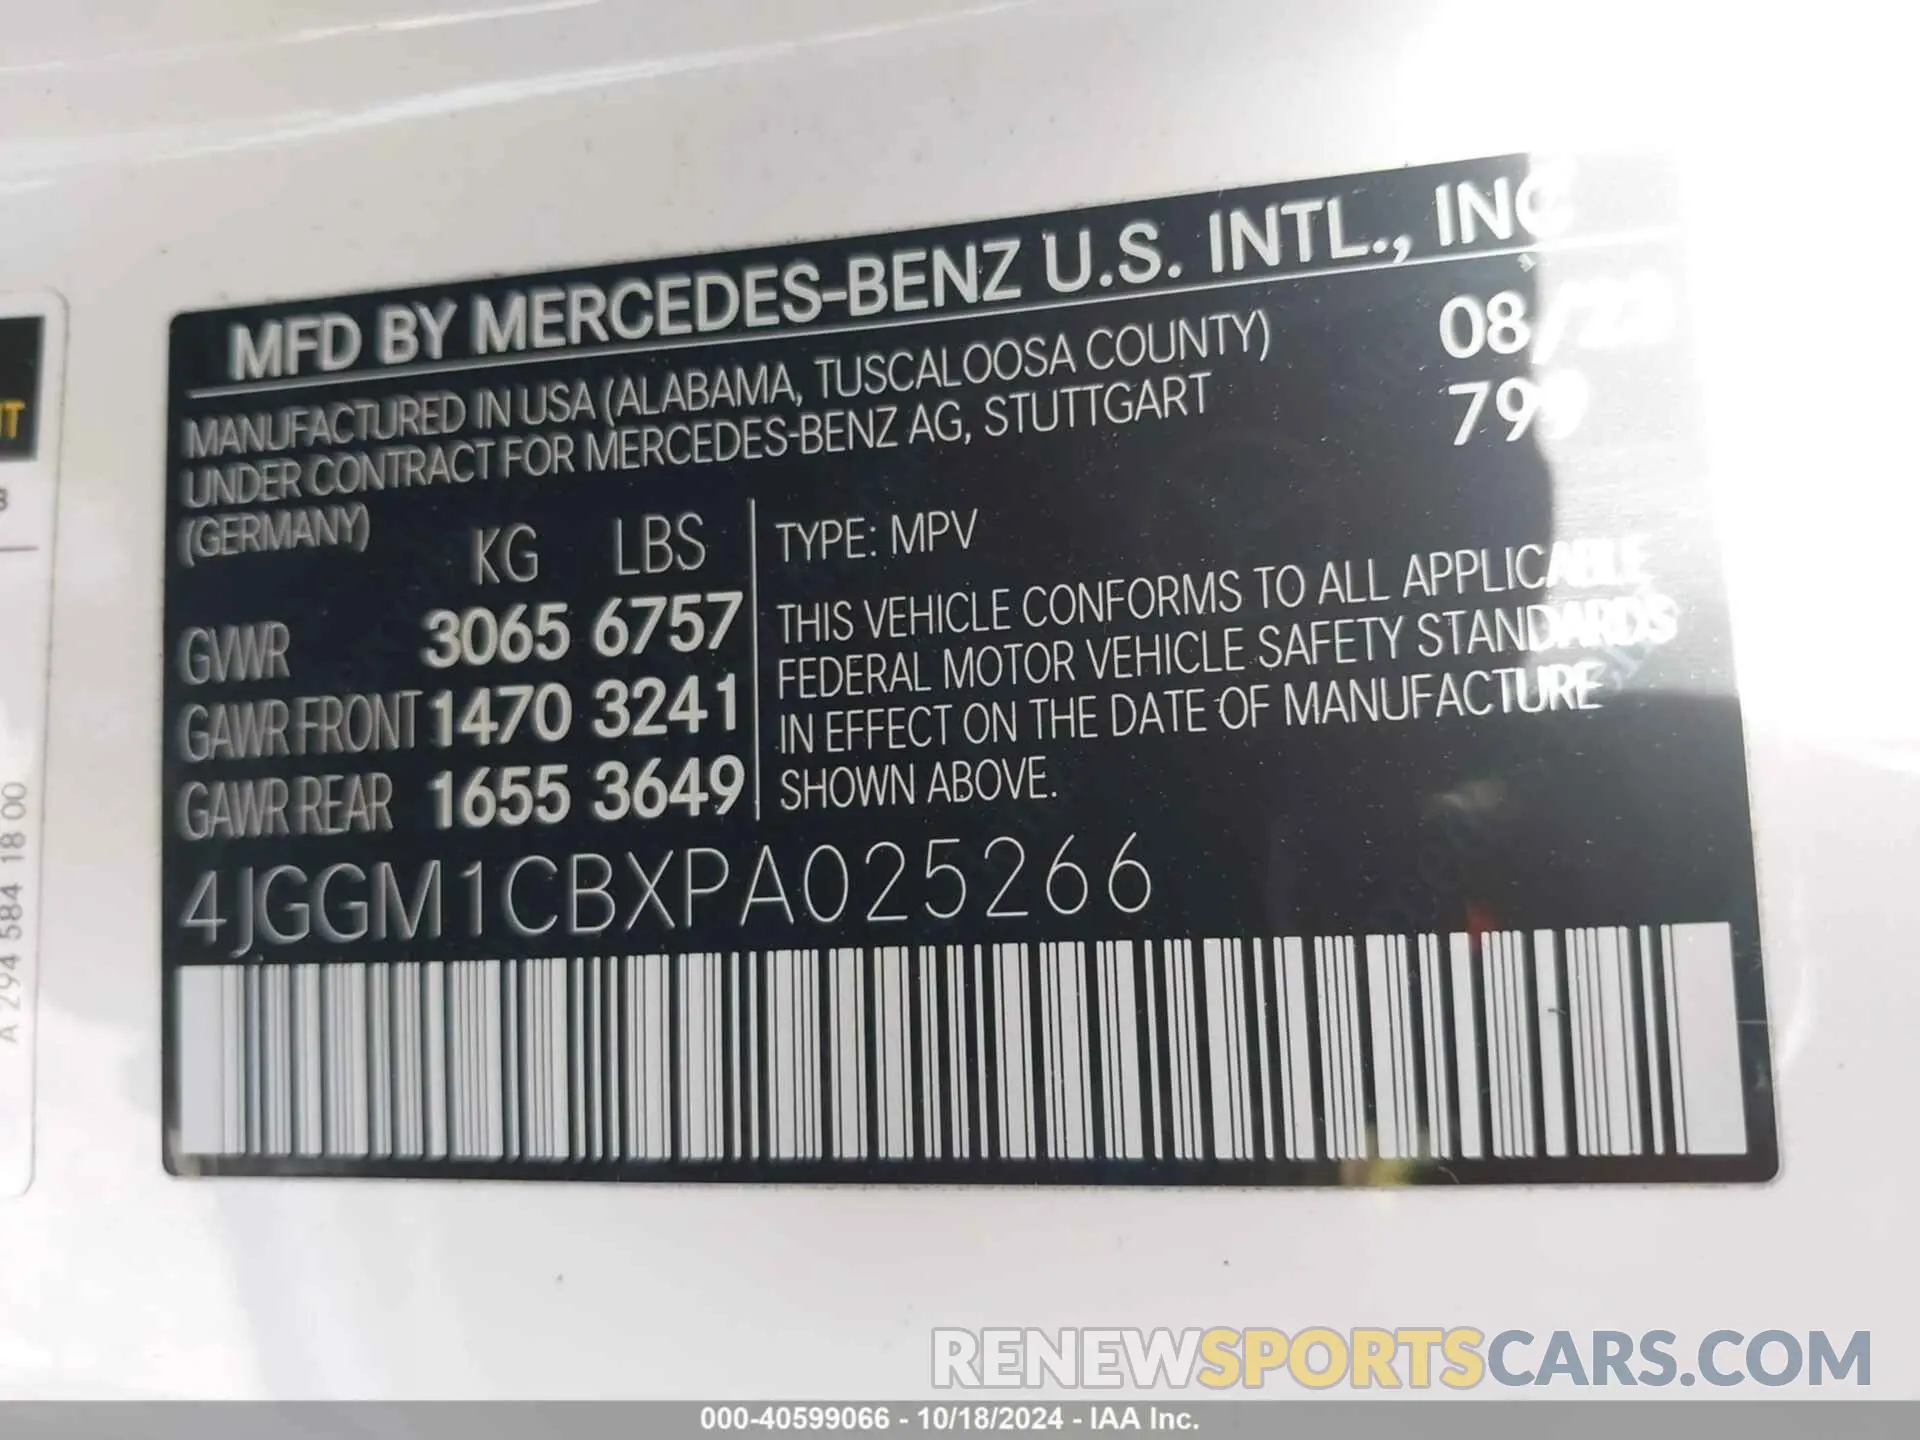 MFD BY MERCEDES-BENZ U.S. INTL., INC
MANUFACTURED IN USA (ALABAMA, TUSCALOOSA COUNTY) 08/22
UNDER CONTRACT FOR MERCEDES-BENZ AG, STUTTGART 799
(GERMANY)
KG LBS
GVWR 3065 6757
GAWR FRONT 1470 3241
GAWR REAR 1655 3649
TYPE: MPV
THIS VEHICLE CONFORMS TO ALL APPLICABLE
FEDERAL MOTOR VEHICLE SAFETY STANDARDS
IN EFFECT ON THE DATE OF MANUFACTURE
SHOWN ABOVE.
4JGGM1CBXPA025266
A 294 584 18 00
RENEWSPORTSCARS.COM
000-40599066 - 10/18/2024 - IAA Inc.